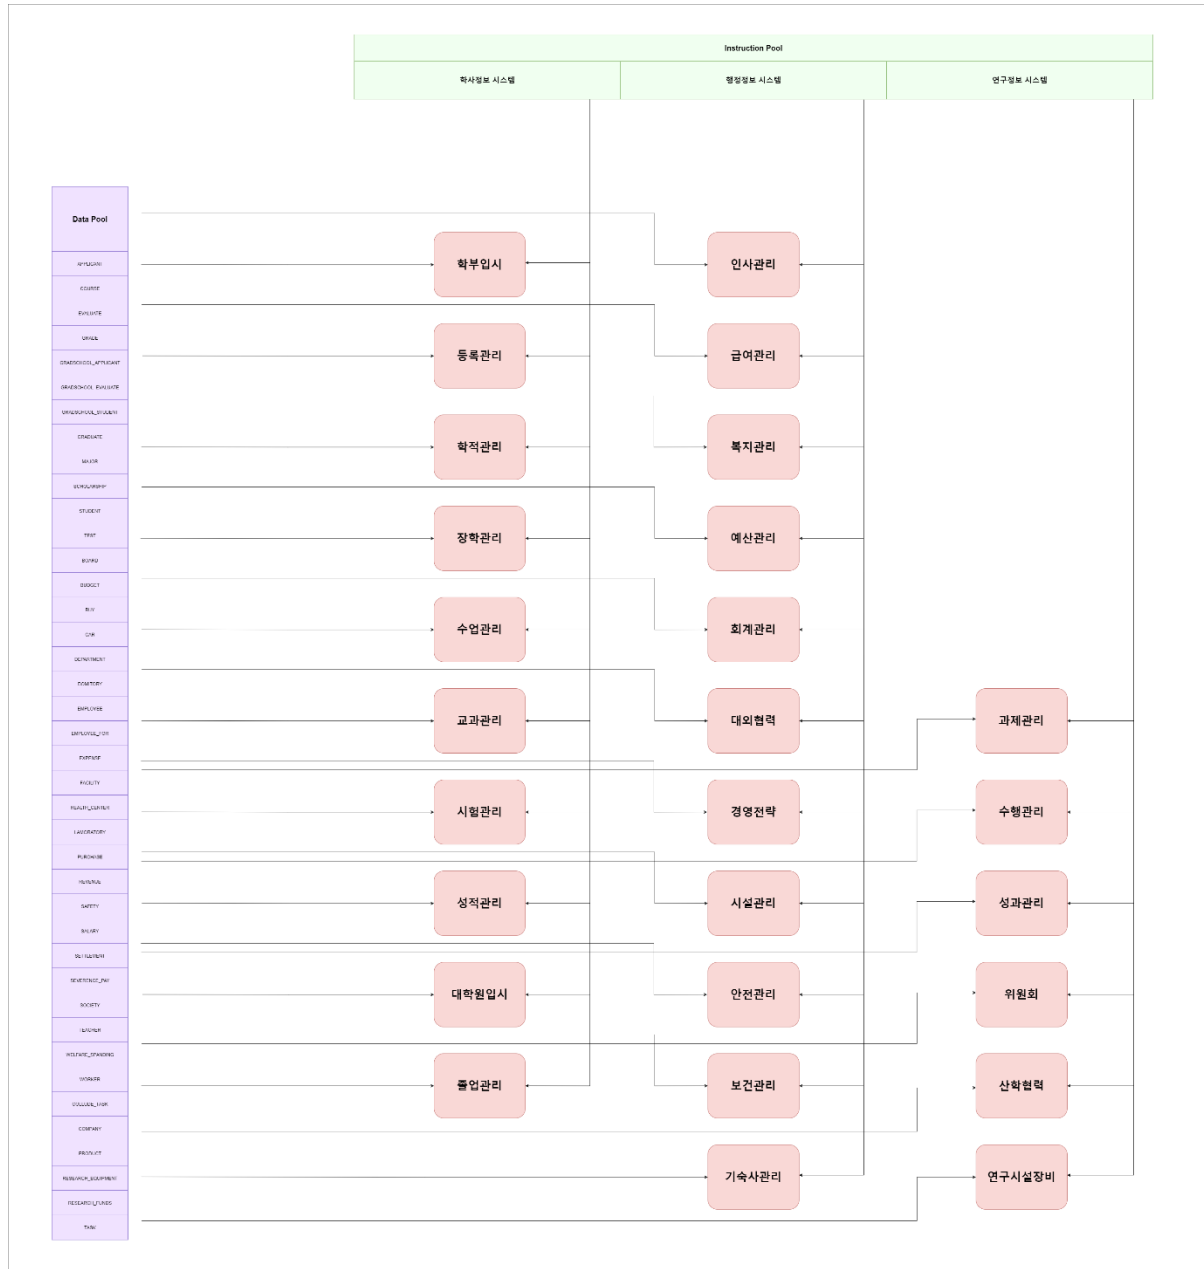 Instruction Pool
학사정보 시스템
행정정보 시스템
연구정보 시스템
Data Pool
APPLICANT
COURSE
EVALUATE
GRADE
GRADSCHOOL_APPLICANT
GRADSCHOOL_EVALUATE
GRADSCHOOL_STUDENT
GRADUATE
MAJOR
SCHOLARSHIP
STUDENT
BOARD
BUDGET
BUY
CAR
DEPARTMENT
EMPLOYEE
EXPENSE
FACILITY
PURCHASE
REVENUE
SAFETY
SALARY
SETTLEMENT
SOCIETY
TEACHER
WORKER
COMPANY
PRODUCT
RESEARCH_EQUIPMENT
RESEARCH_FUNDS
TASK
학부입시
인사관리
등록관리
급여관리
학적관리
복지관리
장학관리
예산관리
수업관리
회계관리
교과관리
대외협력
과제관리
시험관리
경영전략
수행관리
성적관리
시설관리
성과관리
대학원입시
안전관리
위원회
졸업관리
보건관리
산학협력
기숙사관리
연구시설장비